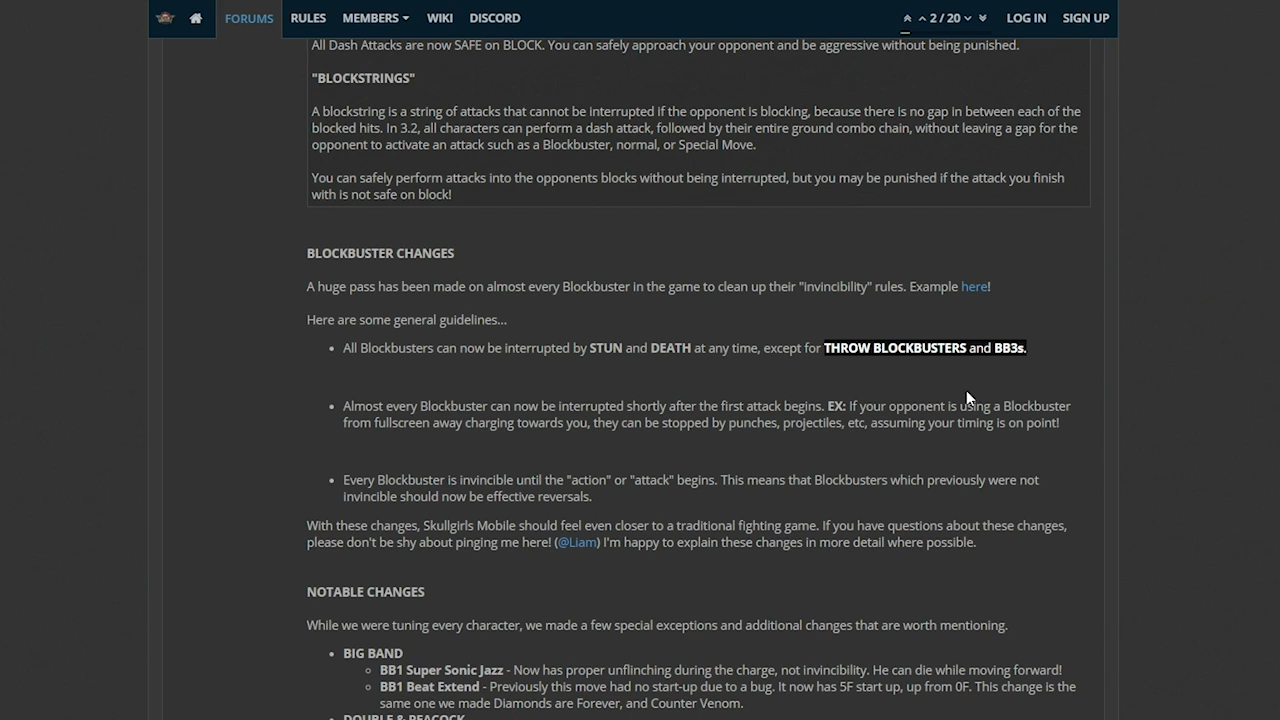 FORUMS RULES MEMBERS WIKI DISCORD 2 / 20 LOG IN SIGN UP
All Dash Attacks are now SAFE on BLOCK. You can safely approach your opponent and be aggressive without being punished.
"BLOCKSTRINGS"
A blockstring is a string of attacks that cannot be interrupted if the opponent is blocking, because there is no gap in between each of the
blocked hits. In 3.2, all characters can perform a dash attack, followed by their entire ground combo chain, without leaving a gap for the
opponent to activate an attack such as a Blockbuster, normal, or Special Move.
You can safely perform attacks into the opponents blocks without being interrupted, but you may be punished if the attack you finish
with is not safe on block!
BLOCKBUSTER CHANGES
A huge pass has been made on almost every Blockbuster in the game to clean up their "invincibility" rules. Example here!
Here are some general guidelines...
• All Blockbusters can now be interrupted by STUN and DEATH at any time, except for THROW BLOCKBUSTERS and BB3s.
• Almost every Blockbuster can now be interrupted shortly after the first attack begins. EX: If your opponent is using a Blockbuster
from fullscreen away charging towards you, they can be stopped by punches, projectiles, etc, assuming your timing is on point!
• Every Blockbuster is invincible until the "action" or "attack" begins. This means that Blockbusters which previously were not
invincible should now be effective reversals.
With these changes, Skullgirls Mobile should feel even closer to a traditional fighting game. If you have questions about these changes,
please don't be shy about pinging me here! (@Liam) I'm happy to explain these changes in more detail where possible.
NOTABLE CHANGES
While we were tuning every character, we made a few special exceptions and additional changes that are worth mentioning.
• BIG BAND
BB1 Super Sonic Jazz - Now has proper unflinching during the charge, not invincibility. He can die while moving forward!
BB1 Beat Extend - Previously this move had no start-up due to a bug. It now has 5F start up, up from 0F. This change is the
same one we made Diamonds are Forever, and Counter Venom.
• DOUBLE & PEACOCK